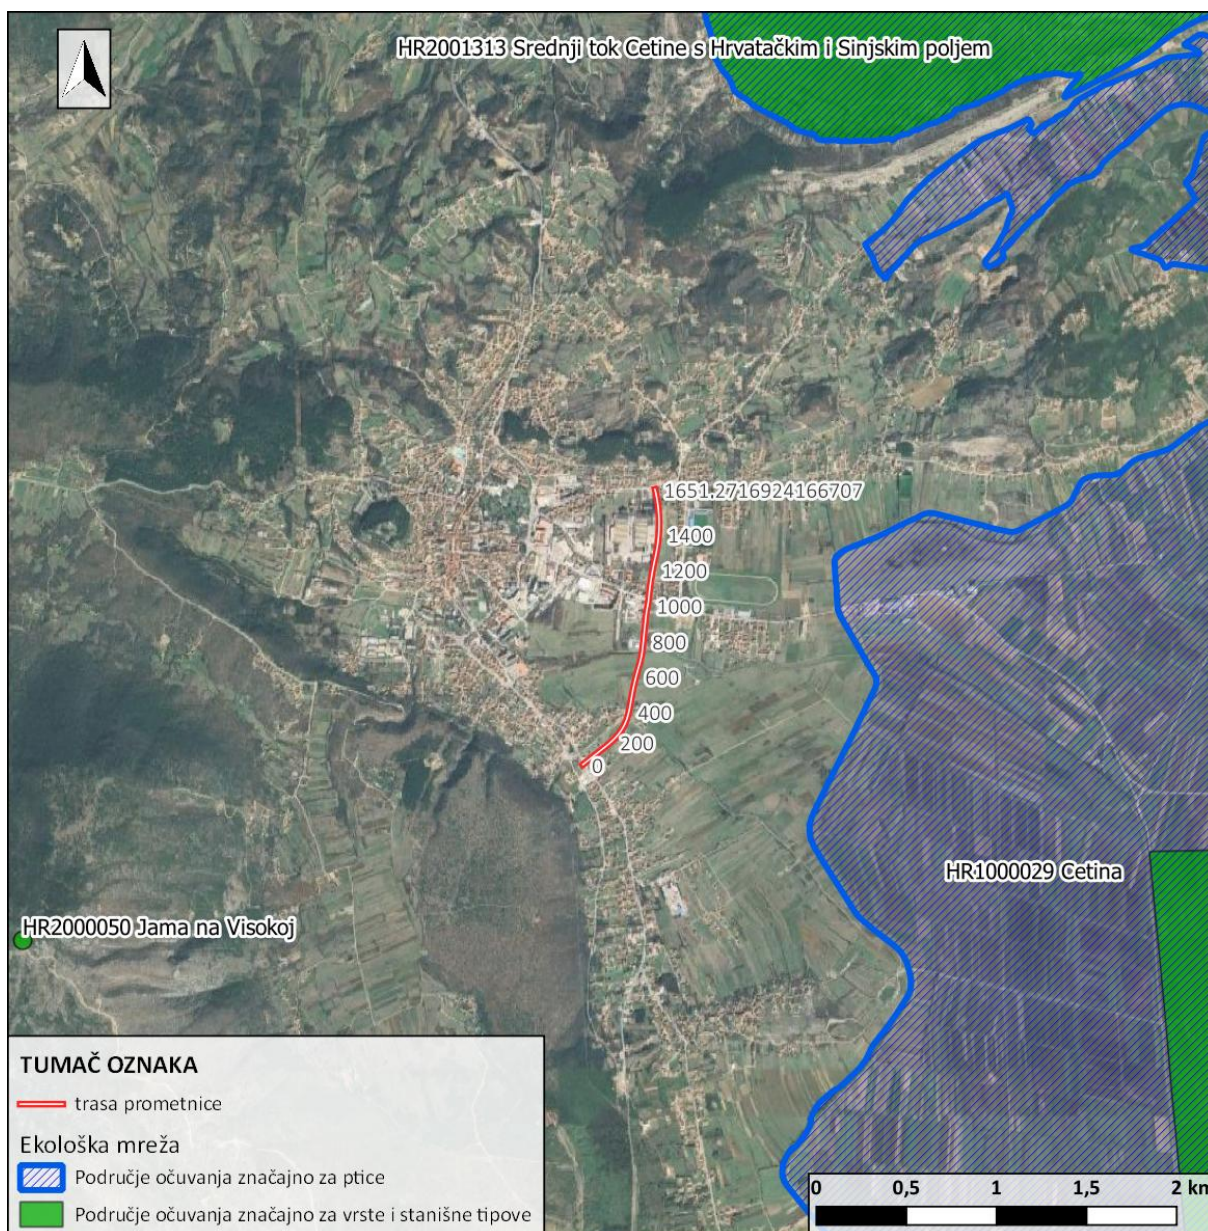 HR2001313 Srednji tok Cetine s Hrvatačkim i Sinjskim poljem
1651.2716924166707
1400
1200
1000
800
600
400
200
0
HR1000029 Cetina
HR2000050 Jama na Visokoj
TUMAČ OZNAKA
trasa prometnice
Ekološka mreža
Područje očuvanja značajno za ptice
Područje očuvanja značajno za vrste i stanišne tipove
0 0,5 1 1,5 2 km